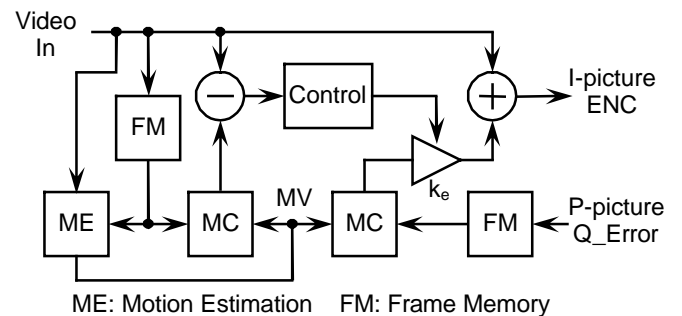 Video
In
I-picture
ENC
−
Control
+
FM
k_e
MV
ME
MC
MC
FM
P-picture
Q_Error
ME: Motion Estimation FM: Frame Memory